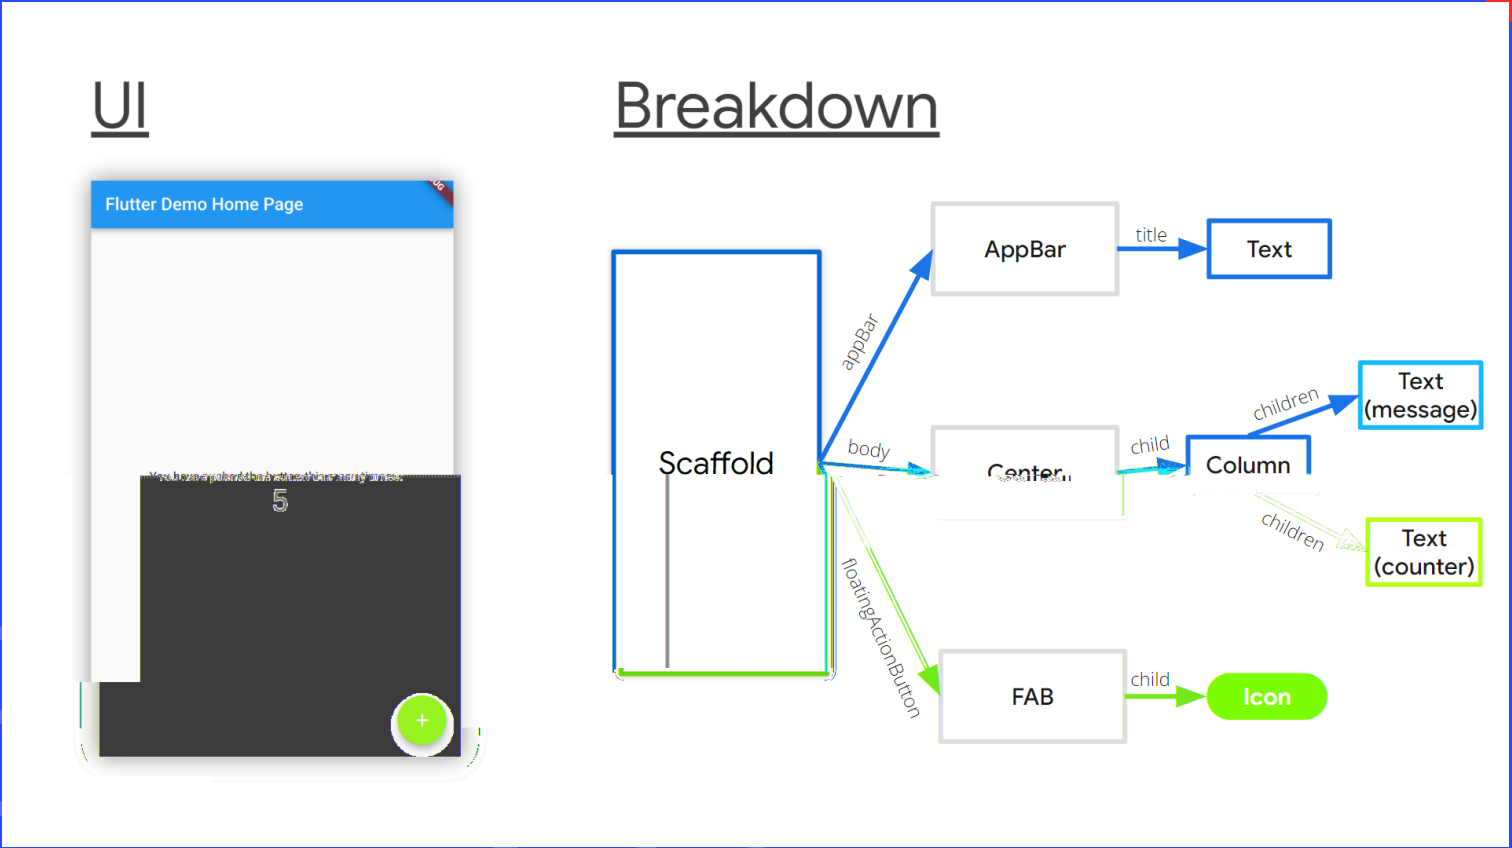 UI
Breakdown
Flutter Demo Home Page
5
+
Scaffold
appBar
body
floatingActionButton
AppBar
title
Text
Center
child
Column
children
Text
(message)
children
Text
(counter)
FAB
child
Icon